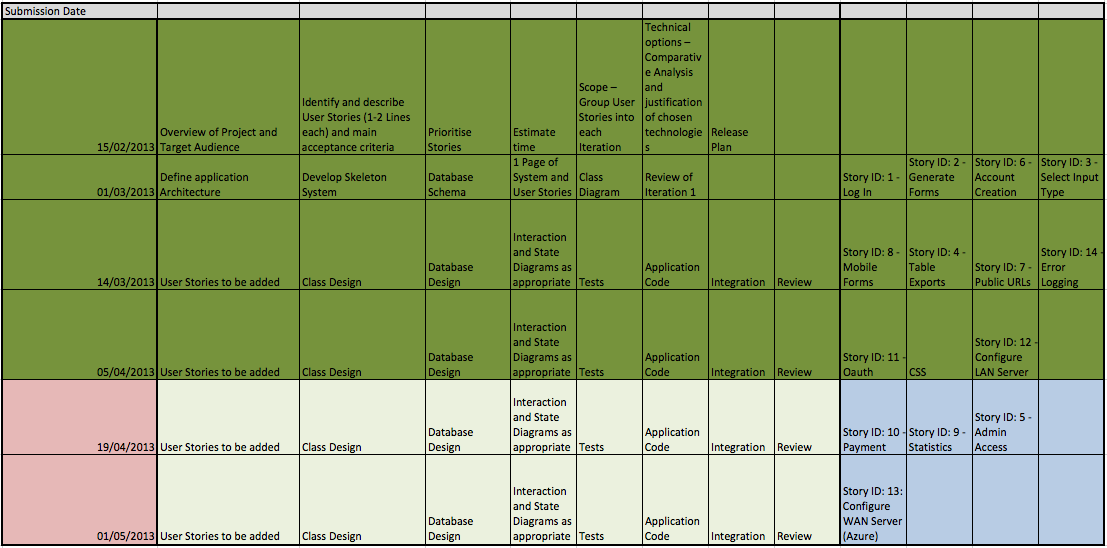 Submission Date
15/02/2013
Overview of Project and
Target Audience
Identify and describe
User Stories (1-2 Lines
each) and main
acceptance criteria
Prioritise
Stories
Estimate
time
Scope –
Group User
Stories into
each
Iteration
Technical
options –
Comparativ
e Analysis
and
justification
of chosen
technologie
s
Release
Plan
01/03/2013
Define application
Architecture
Develop Skeleton
System
Database
Schema
1 Page of
System and
User Stories
Class
Diagram
Review of
Iteration 1
Story ID: 1 -
Log In
Story ID: 2 -
Generate
Forms
Story ID: 6 -
Account
Creation
Story ID: 3 -
Select Input
Type
14/03/2013
User Stories to be added
Class Design
Database
Design
Interaction
and State
Diagrams as
appropriate
Tests
Application
Code
Integration
Review
Story ID: 8 -
Mobile
Forms
Story ID: 4 -
Table
Exports
Story ID: 7 -
Public URLs
Story ID: 14 -
Error
Logging
05/04/2013
User Stories to be added
Class Design
Database
Design
Interaction
and State
Diagrams as
appropriate
Tests
Application
Code
Integration
Review
Story ID: 11 -
Oauth
CSS
Story ID: 12 -
Configure
LAN Server
19/04/2013
User Stories to be added
Class Design
Database
Design
Interaction
and State
Diagrams as
appropriate
Tests
Application
Code
Integration
Review
Story ID: 10 -
Payment
Story ID: 9 -
Statistics
Story ID: 5 -
Admin
Access
01/05/2013
User Stories to be added
Class Design
Database
Design
Interaction
and State
Diagrams as
appropriate
Tests
Application
Code
Integration
Review
Story ID: 13:
Configure
WAN Server
(Azure)